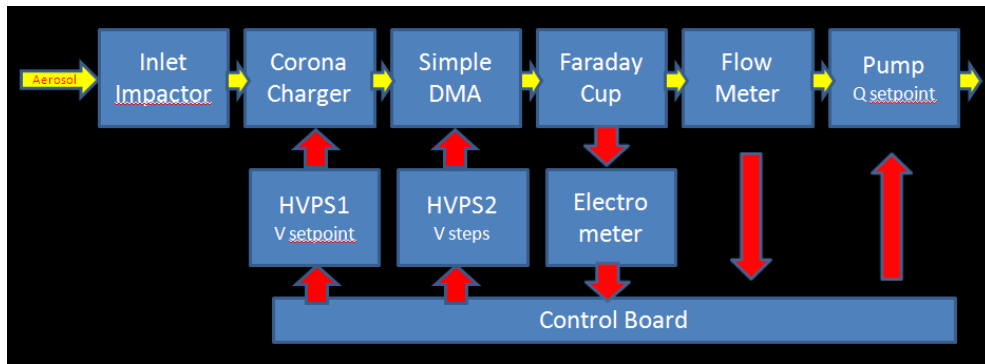 Aerosol
Inlet
Impactor
Corona
Charger
Simple
DMA
Faraday
Cup
Flow
Meter
Pump
Q setpoint
HVPS1
V setpoint
HVPS2
V steps
Electro
meter
Control Board